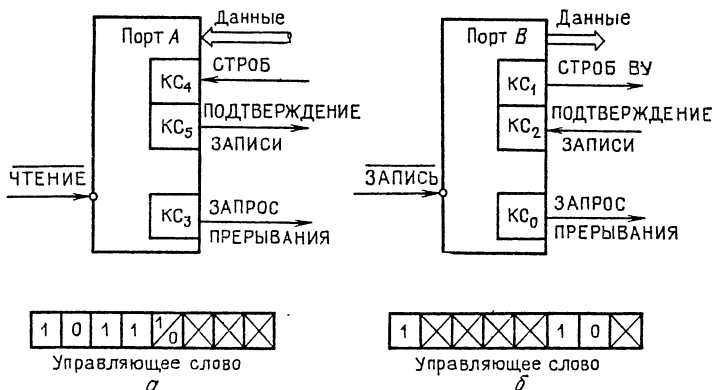 Данные
Порт А
КС4
СТРОБ
КС5
ПОДТВЕРЖДЕНИЕ
ЗАПИСИ
ЧТЕНИЕ
КС3
ЗАПРОС
ПРЕРЫВАНИЯ
1 0 1 1 1/0
Управляющее слово
а
Данные
Порт В
КС1
СТРОБ ВУ
КС2
ПОДТВЕРЖДЕНИЕ
ЗАПИСИ
ЗАПИСЬ
КС0
ЗАПРОС
ПРЕРЫВАНИЯ
1 1 0
Управляющее слово
б